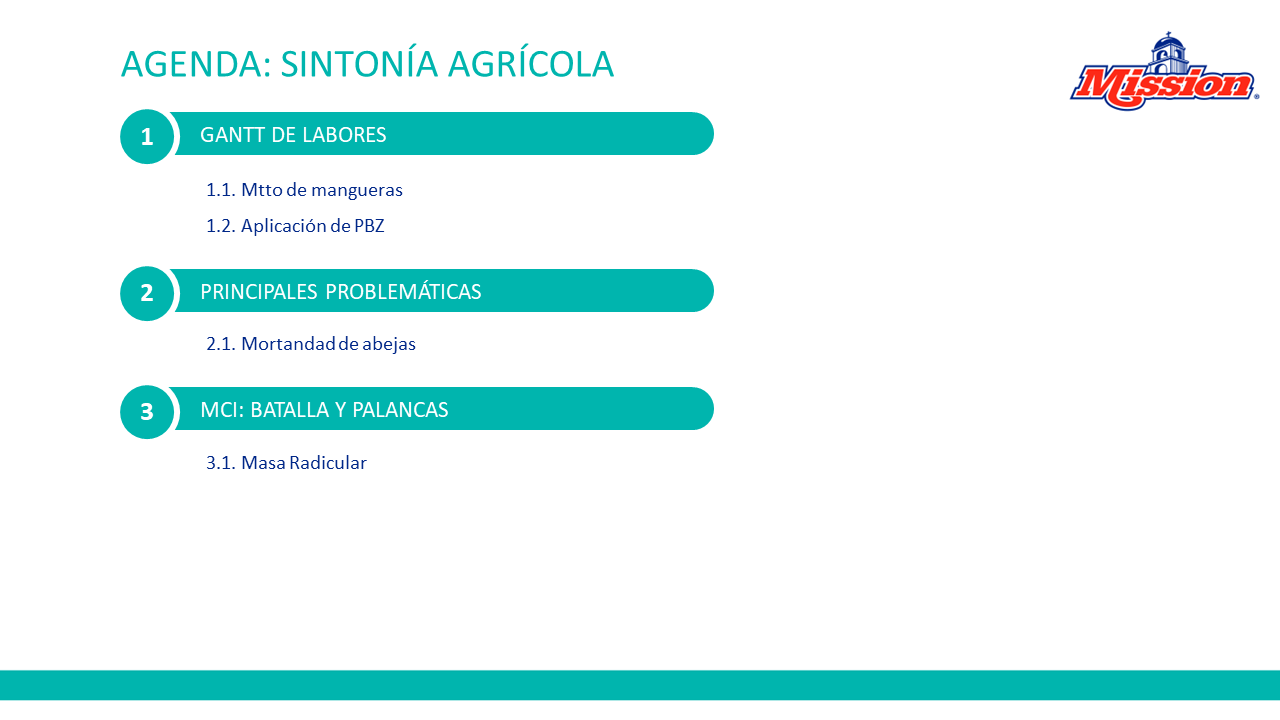 AGENDA: SINTONÍA AGRÍCOLA
Mission®
1 GANTT DE LABORES
1.1. Mtto de mangueras
1.2. Aplicación de PBZ
2 PRINCIPALES PROBLEMÁTICAS
2.1. Mortandad de abejas
3 MCI: BATALLA Y PALANCAS
3.1. Masa Radicular